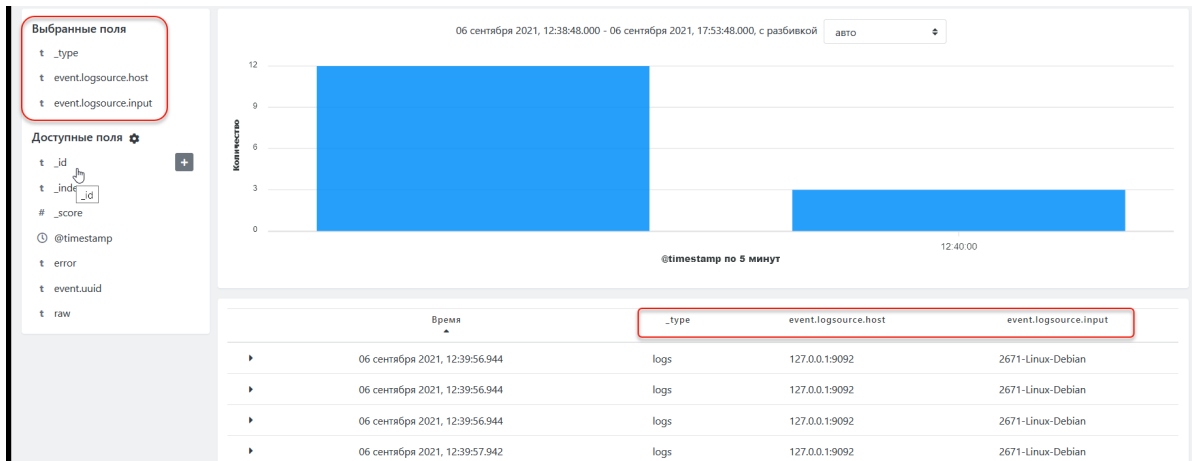 Выбранные поля
t _type
t event.logsource.host
t event.logsource.input
Доступные поля
t _id +
t _inde
_id
# _score
@timestamp
t error
t event.uuid
t raw
06 сентября 2021, 12:38:48.000 - 06 сентября 2021, 17:53:48.000, с разбивкой авто
Количество
12
9
6
3
0
12:40:00
@timestamp по 5 минут
Время _type event.logsource.host event.logsource.input
06 сентября 2021, 12:39:56.944 logs 127.0.0.1:9092 2671-Linux-Debian
06 сентября 2021, 12:39:56.944 logs 127.0.0.1:9092 2671-Linux-Debian
06 сентября 2021, 12:39:56.944 logs 127.0.0.1:9092 2671-Linux-Debian
06 сентября 2021, 12:39:57.942 logs 127.0.0.1:9092 2671-Linux-Debian